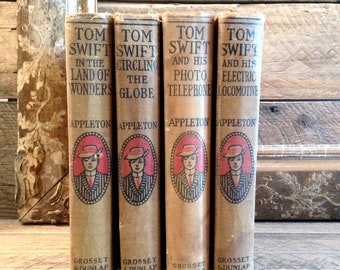 TOM
SWIFT
IN THE
LAND OF
WONDERS
APPLETON
GROSSET
& DUNLAP
TOM
SWIFT
CIRCLING
THE
GLOBE
APPLETON
GROSSET
& DUNLAP
TOM
SWIFT
AND HIS
PHOTO
TELEPHONE
APPLETON
GROSSET
TOM
SWIFT
AND HIS
ELECTRIC
LOCOMOTIVE
APPLETON
GROSSET
& DUNLAP